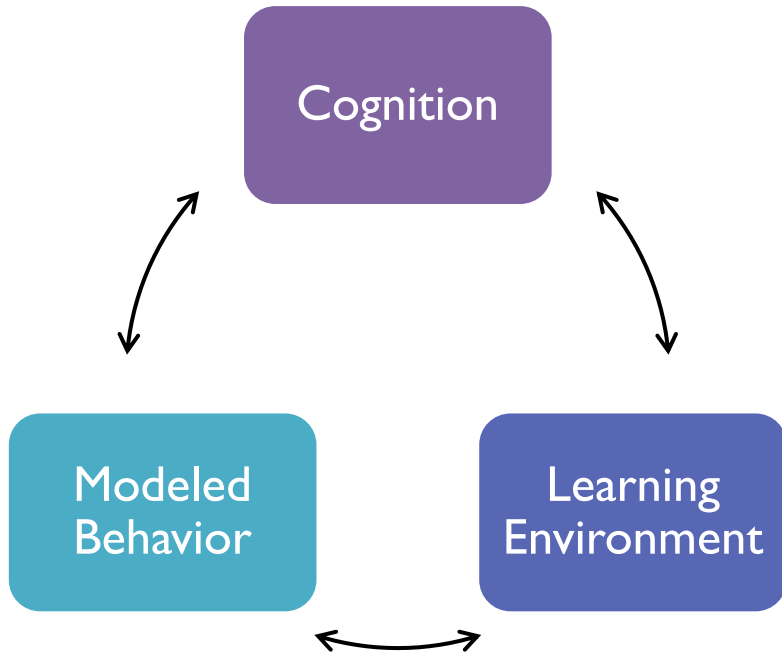 Cognition
Modeled
Behavior
Learning
Environment